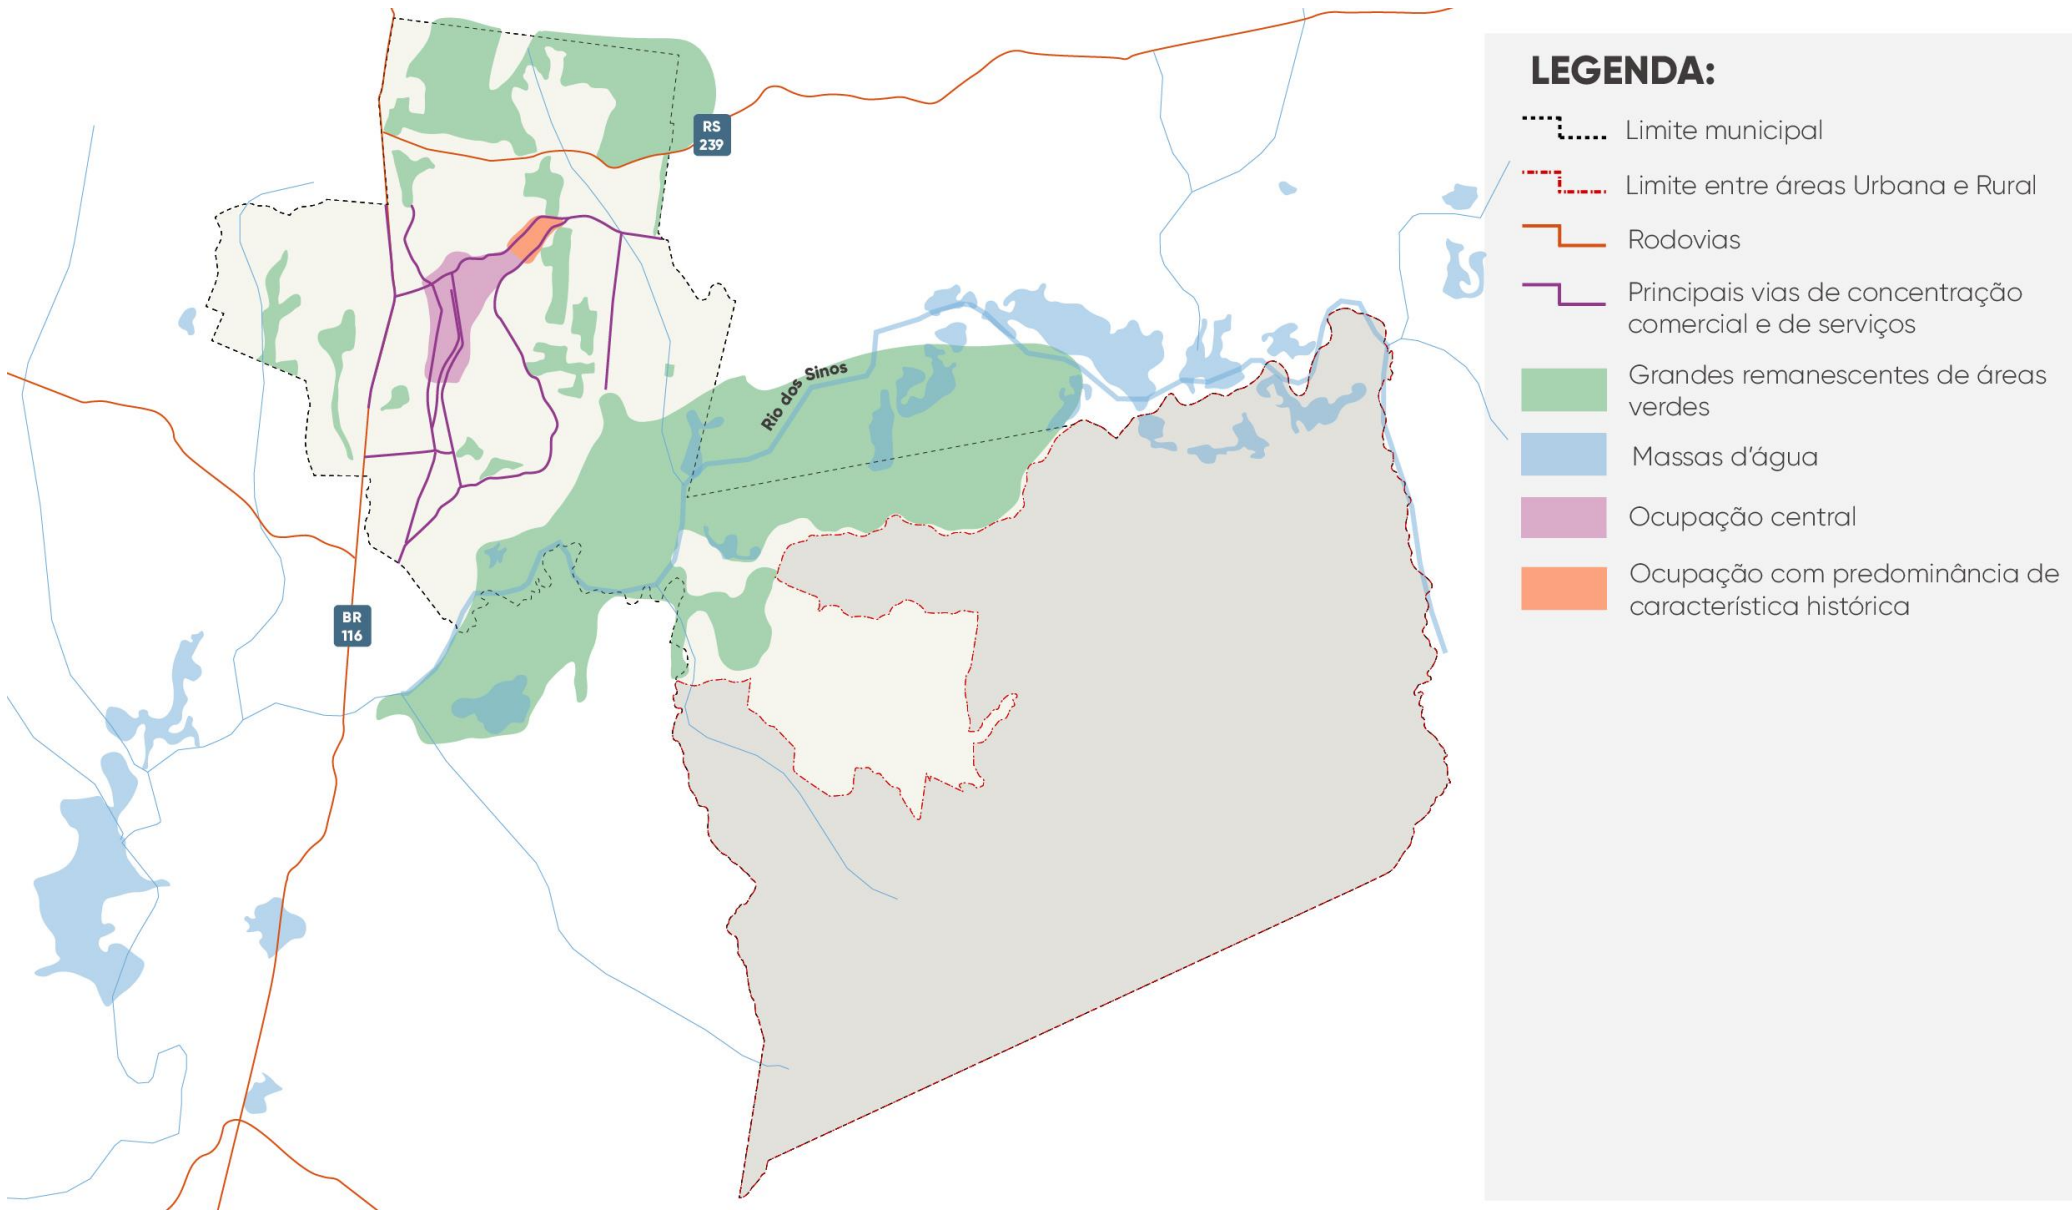 RS
239
Rio dos Sinos
BR
116
LEGENDA:
Limite municipal
Limite entre áreas Urbana e Rural
Rodovias
Principais vias de concentração
comercial e de serviços
Grandes remanescentes de áreas
verdes
Massas d'água
Ocupação central
Ocupação com predominância de
característica histórica